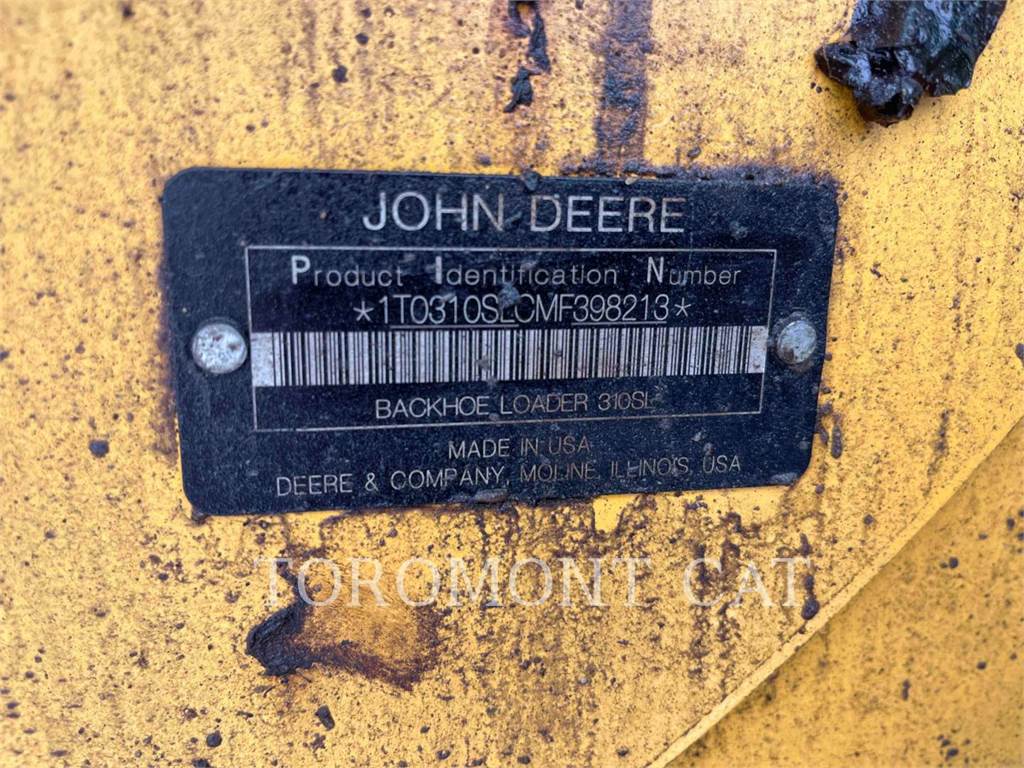 JOHN DEERE
Product Identification Number
*1T0310SLCMF398213*
BACKHOE LOADER 310SL
MADE IN USA
DEERE & COMPANY, MOLINE, ILLINOIS, USA
TOROMONT CAT